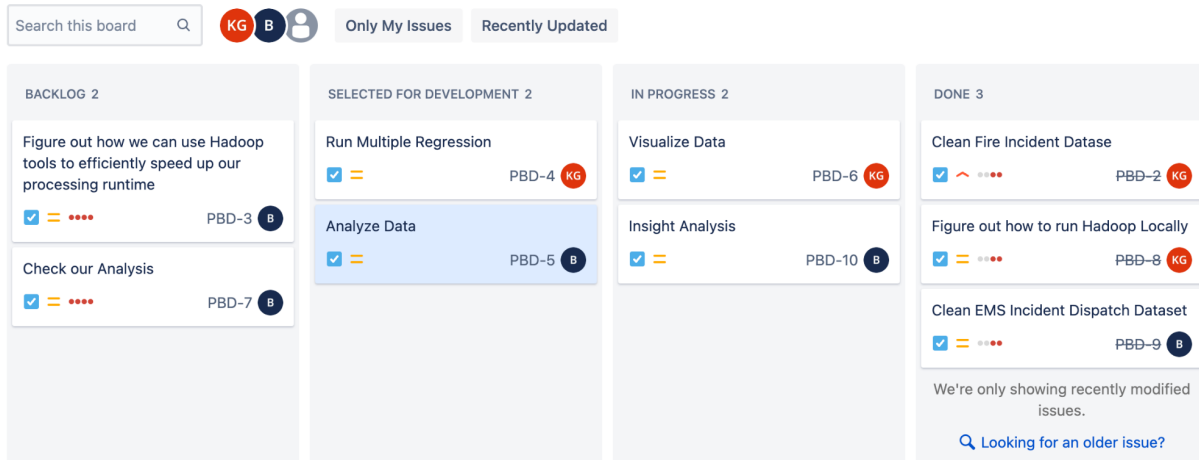 Search this board
KG B Only My Issues Recently Updated
BACKLOG 2
Figure out how we can use Hadoop
tools to efficiently speed up our
processing runtime
PBD-3 B
Check our Analysis
PBD-7 B
SELECTED FOR DEVELOPMENT 2
Run Multiple Regression
PBD-4 KG
Analyze Data
PBD-5 B
IN PROGRESS 2
Visualize Data
PBD-6 KG
Insight Analysis
PBD-10 B
DONE 3
Clean Fire Incident Datase
PBD-2 KG
Figure out how to run Hadoop Locally
PBD-8 KG
Clean EMS Incident Dispatch Dataset
PBD-9 B
We're only showing recently modified
issues.
Looking for an older issue?